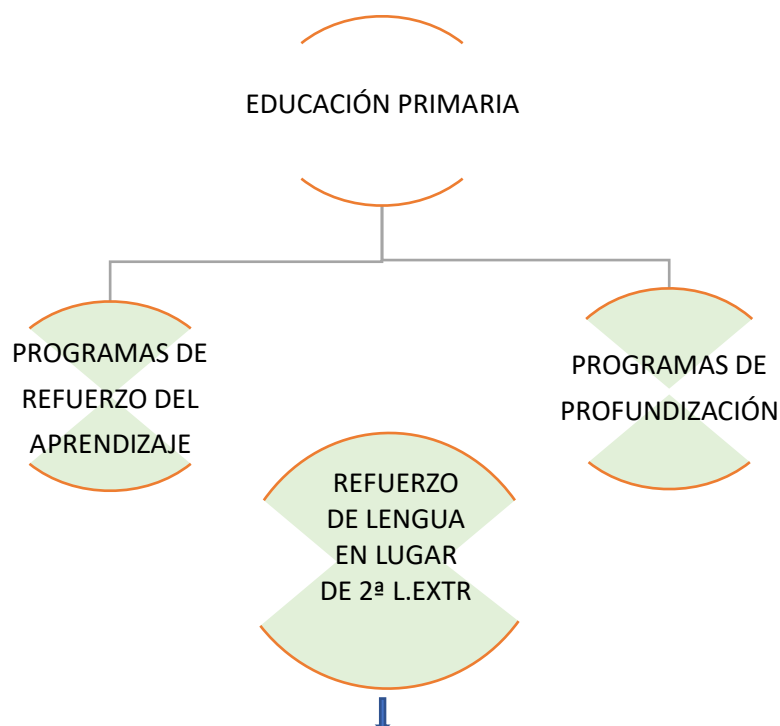 EDUCACIÓN PRIMARIA
PROGRAMAS DE
REFUERZO DEL
APRENDIZAJE
PROGRAMAS DE
PROFUNDIZACIÓN
REFUERZO
DE LENGUA
EN LUGAR
DE 2ª L.EXTR